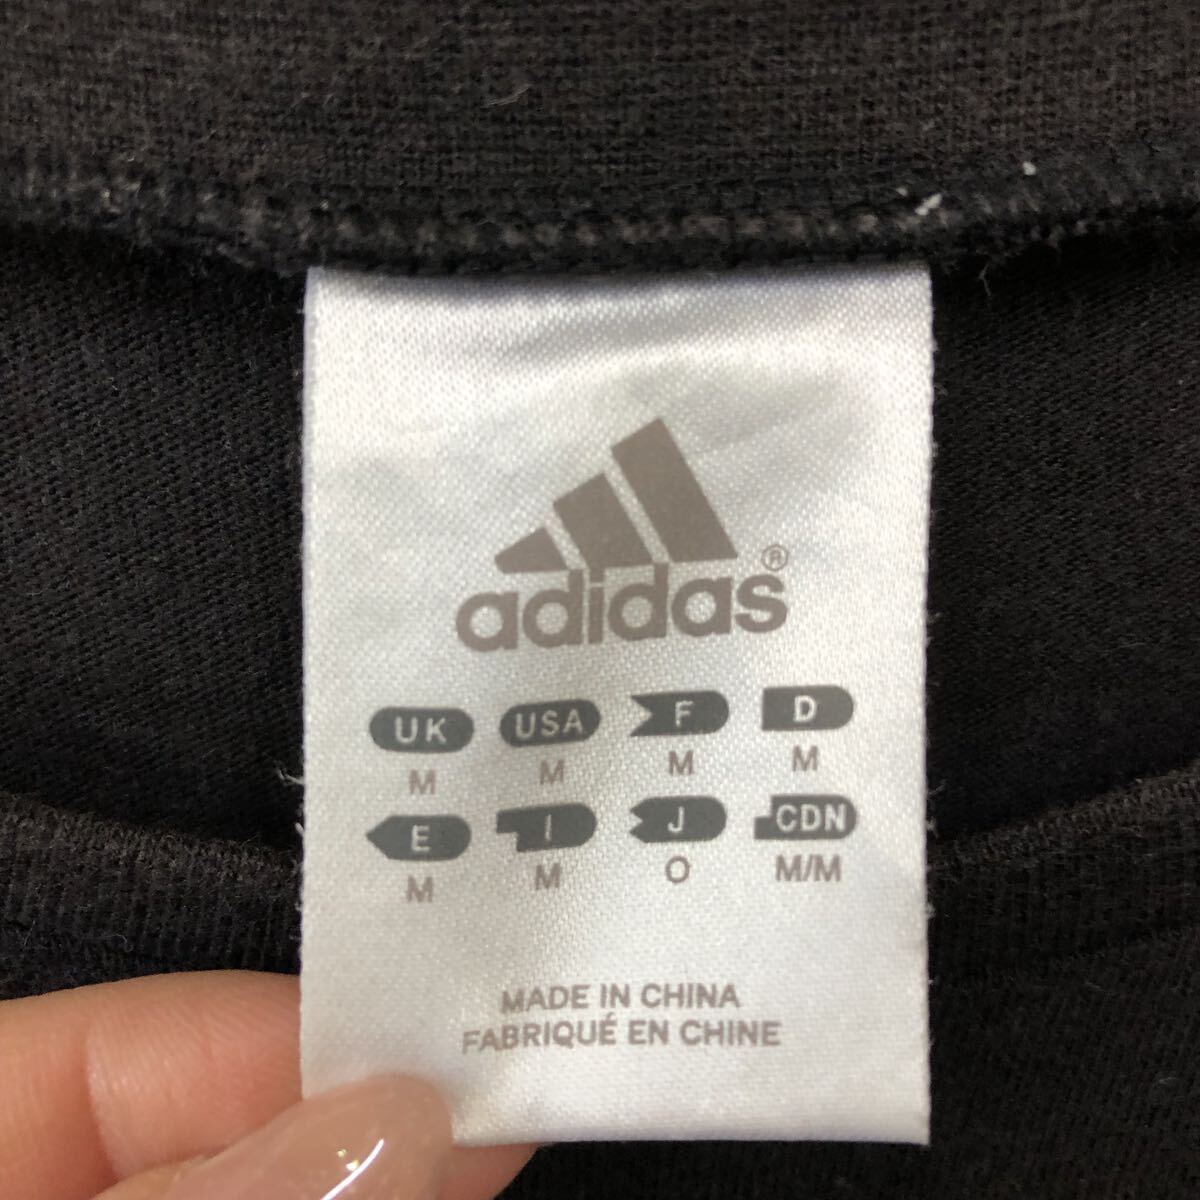 adidas®
UK USA F D
M M M M
E I J CDN
M M O M/M
MADE IN CHINA
FABRIQUÉ EN CHINE